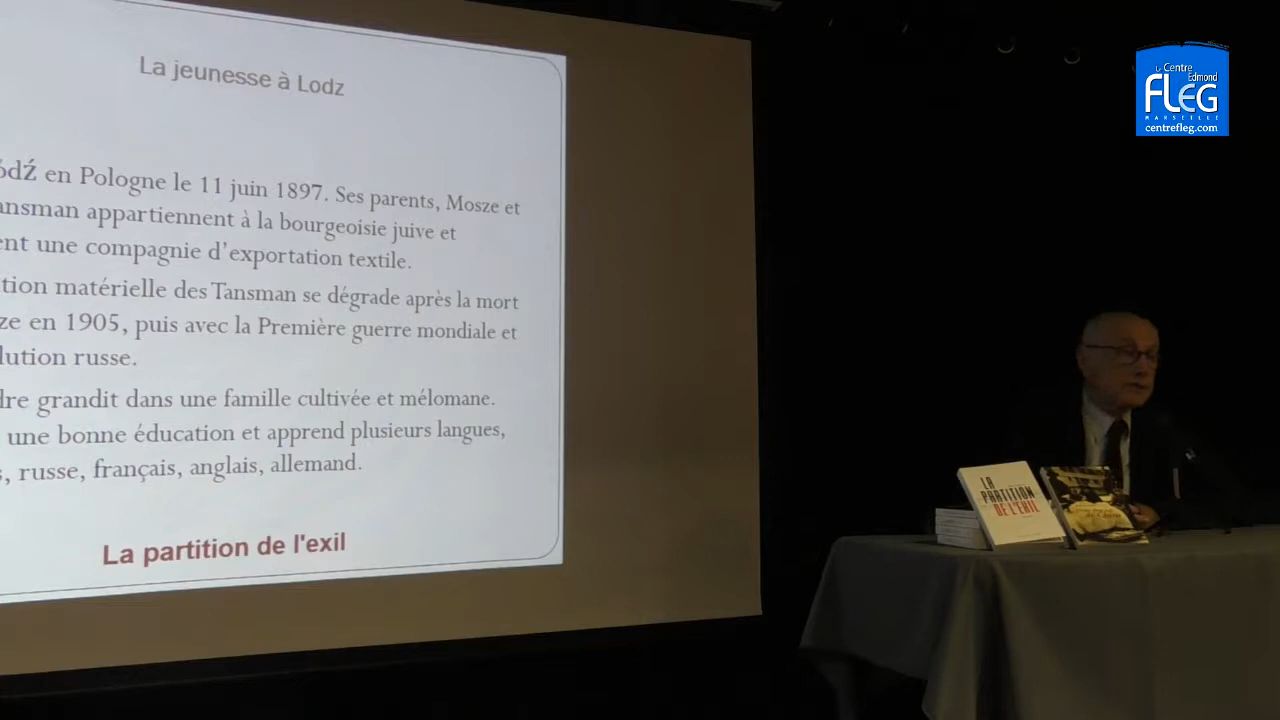 La jeunesse à Lodz
ódź en Pologne le 11 juin 1897. Ses parents, Mosze et
ansman appartiennent à la bourgeoisie juive et
ent une compagnie d'exportation textile.
tion matérielle des Tansman se dégrade après la mort
ze en 1905, puis avec la Première guerre mondiale et
lution russe.
dre grandit dans une famille cultivée et mélomane.
une bonne éducation et apprend plusieurs langues,
s, russe, français, anglais, allemand.
La partition de l'exil
Le Centre
Edmond
FLEG
MARSEILLE
centrefleg.com
LA
PARTITION
DE L'EXIL